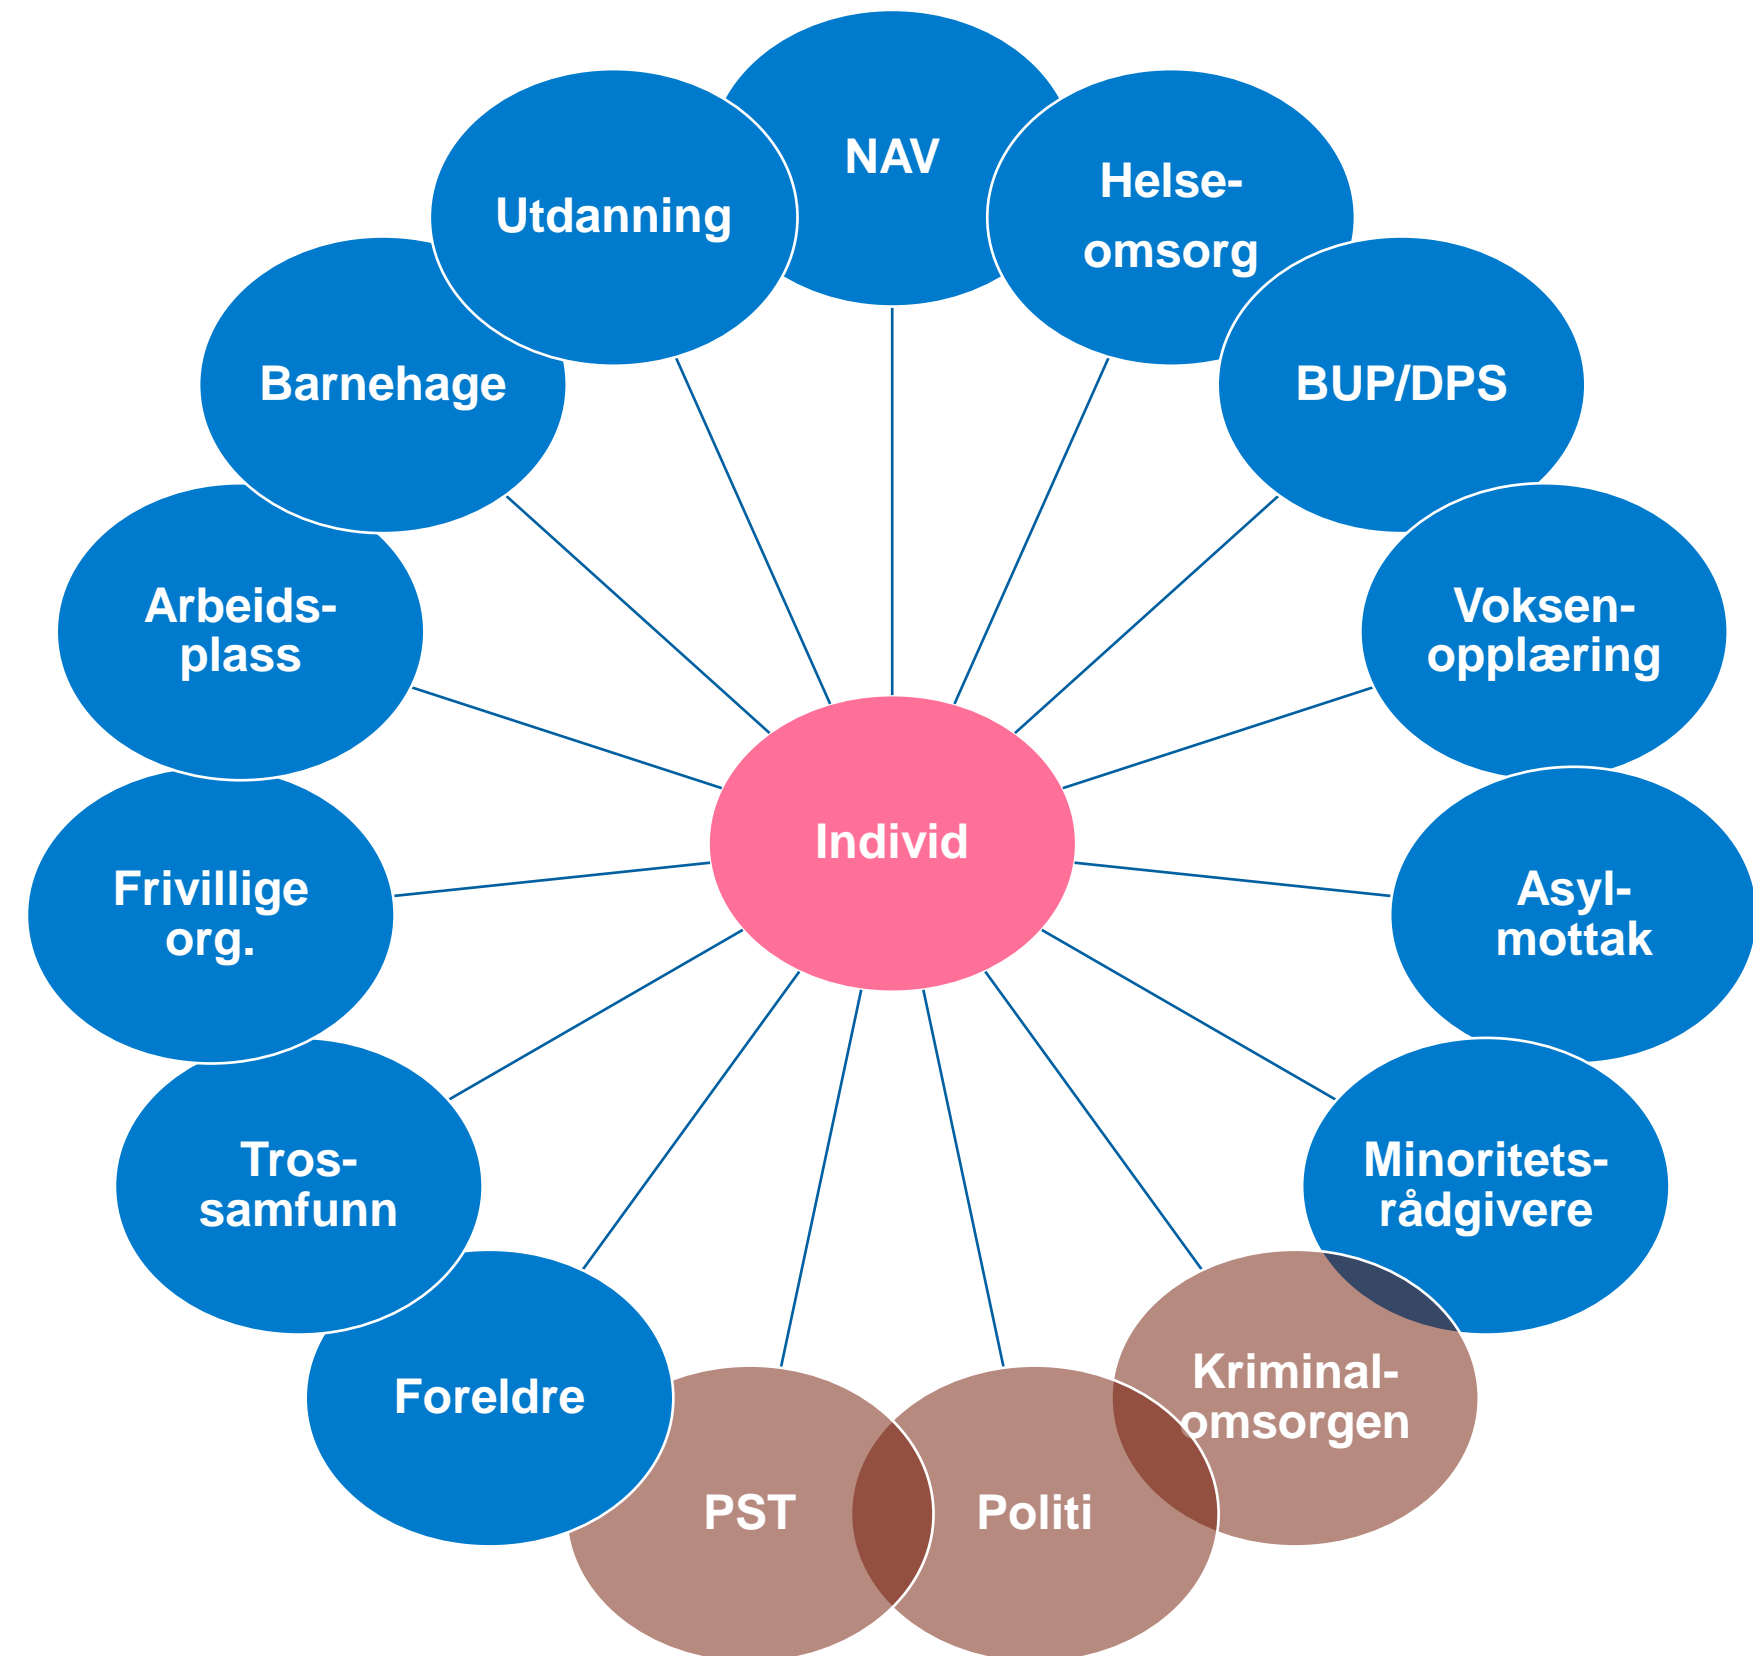 NAV
Helse-
omsorg
BUP/DPS
Voksen-
opplæring
Asyl-
mottak
Minoritets-
rådgivere
Kriminal-
omsorgen
Politi
PST
Foreldre
Tros-
samfunn
Frivillige
org.
Arbeids-
plass
Barnehage
Utdanning
Individ